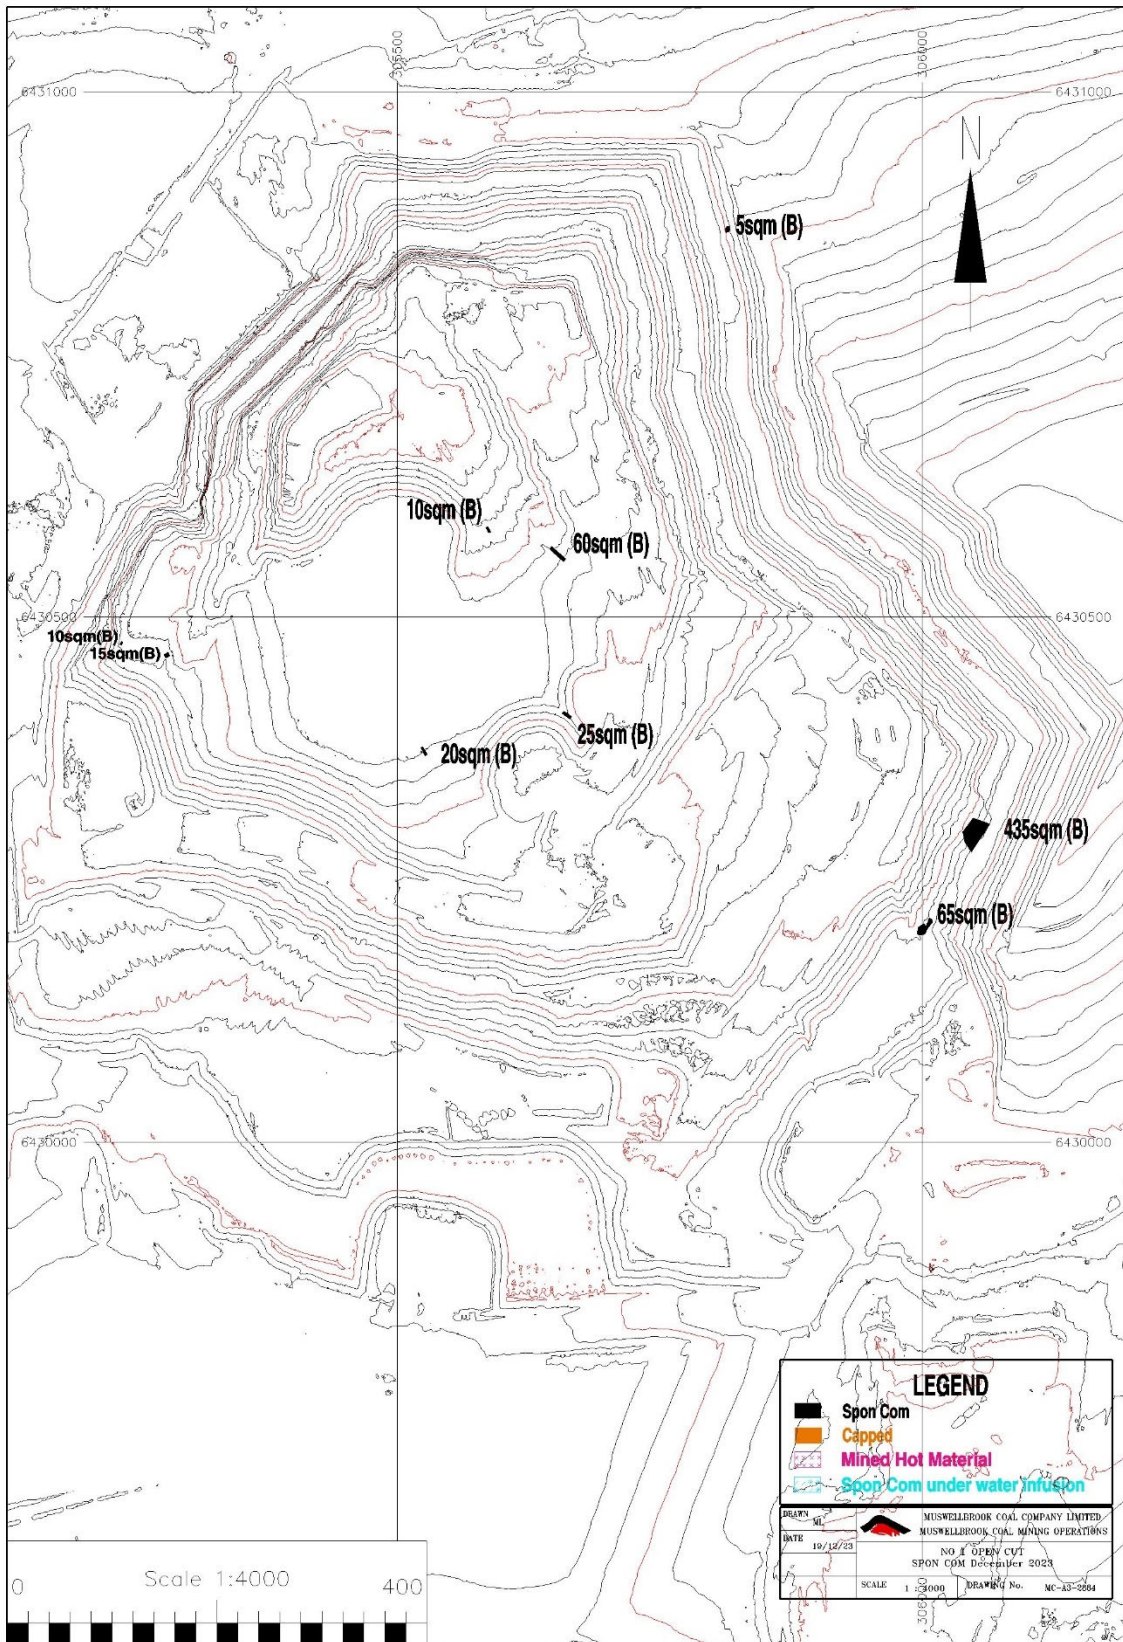 305500
306000
6431000
6431000
N
5sqm (B)
10sqm (B)
60sqm (B)
6430500
6430500
10sqm(B)
15sqm(B)
25sqm (B)
20sqm (B)
435sqm (B)
65sqm (B)
6430000
6430000
LEGEND
Spon Com
Capped
Mined Hot Material
Spon Com under water infusion
DRAWN ML
DATE 19/12/23
MUSWELLBROOK COAL COMPANY LIMITED
MUSWELLBROOK COAL MINING OPERATIONS
NO 1 OPEN CUT
SPON COM December 2023
SCALE 1 : 4000 DRAWING No. MC-A3-2884
306000
Scale 1:4000
0 400